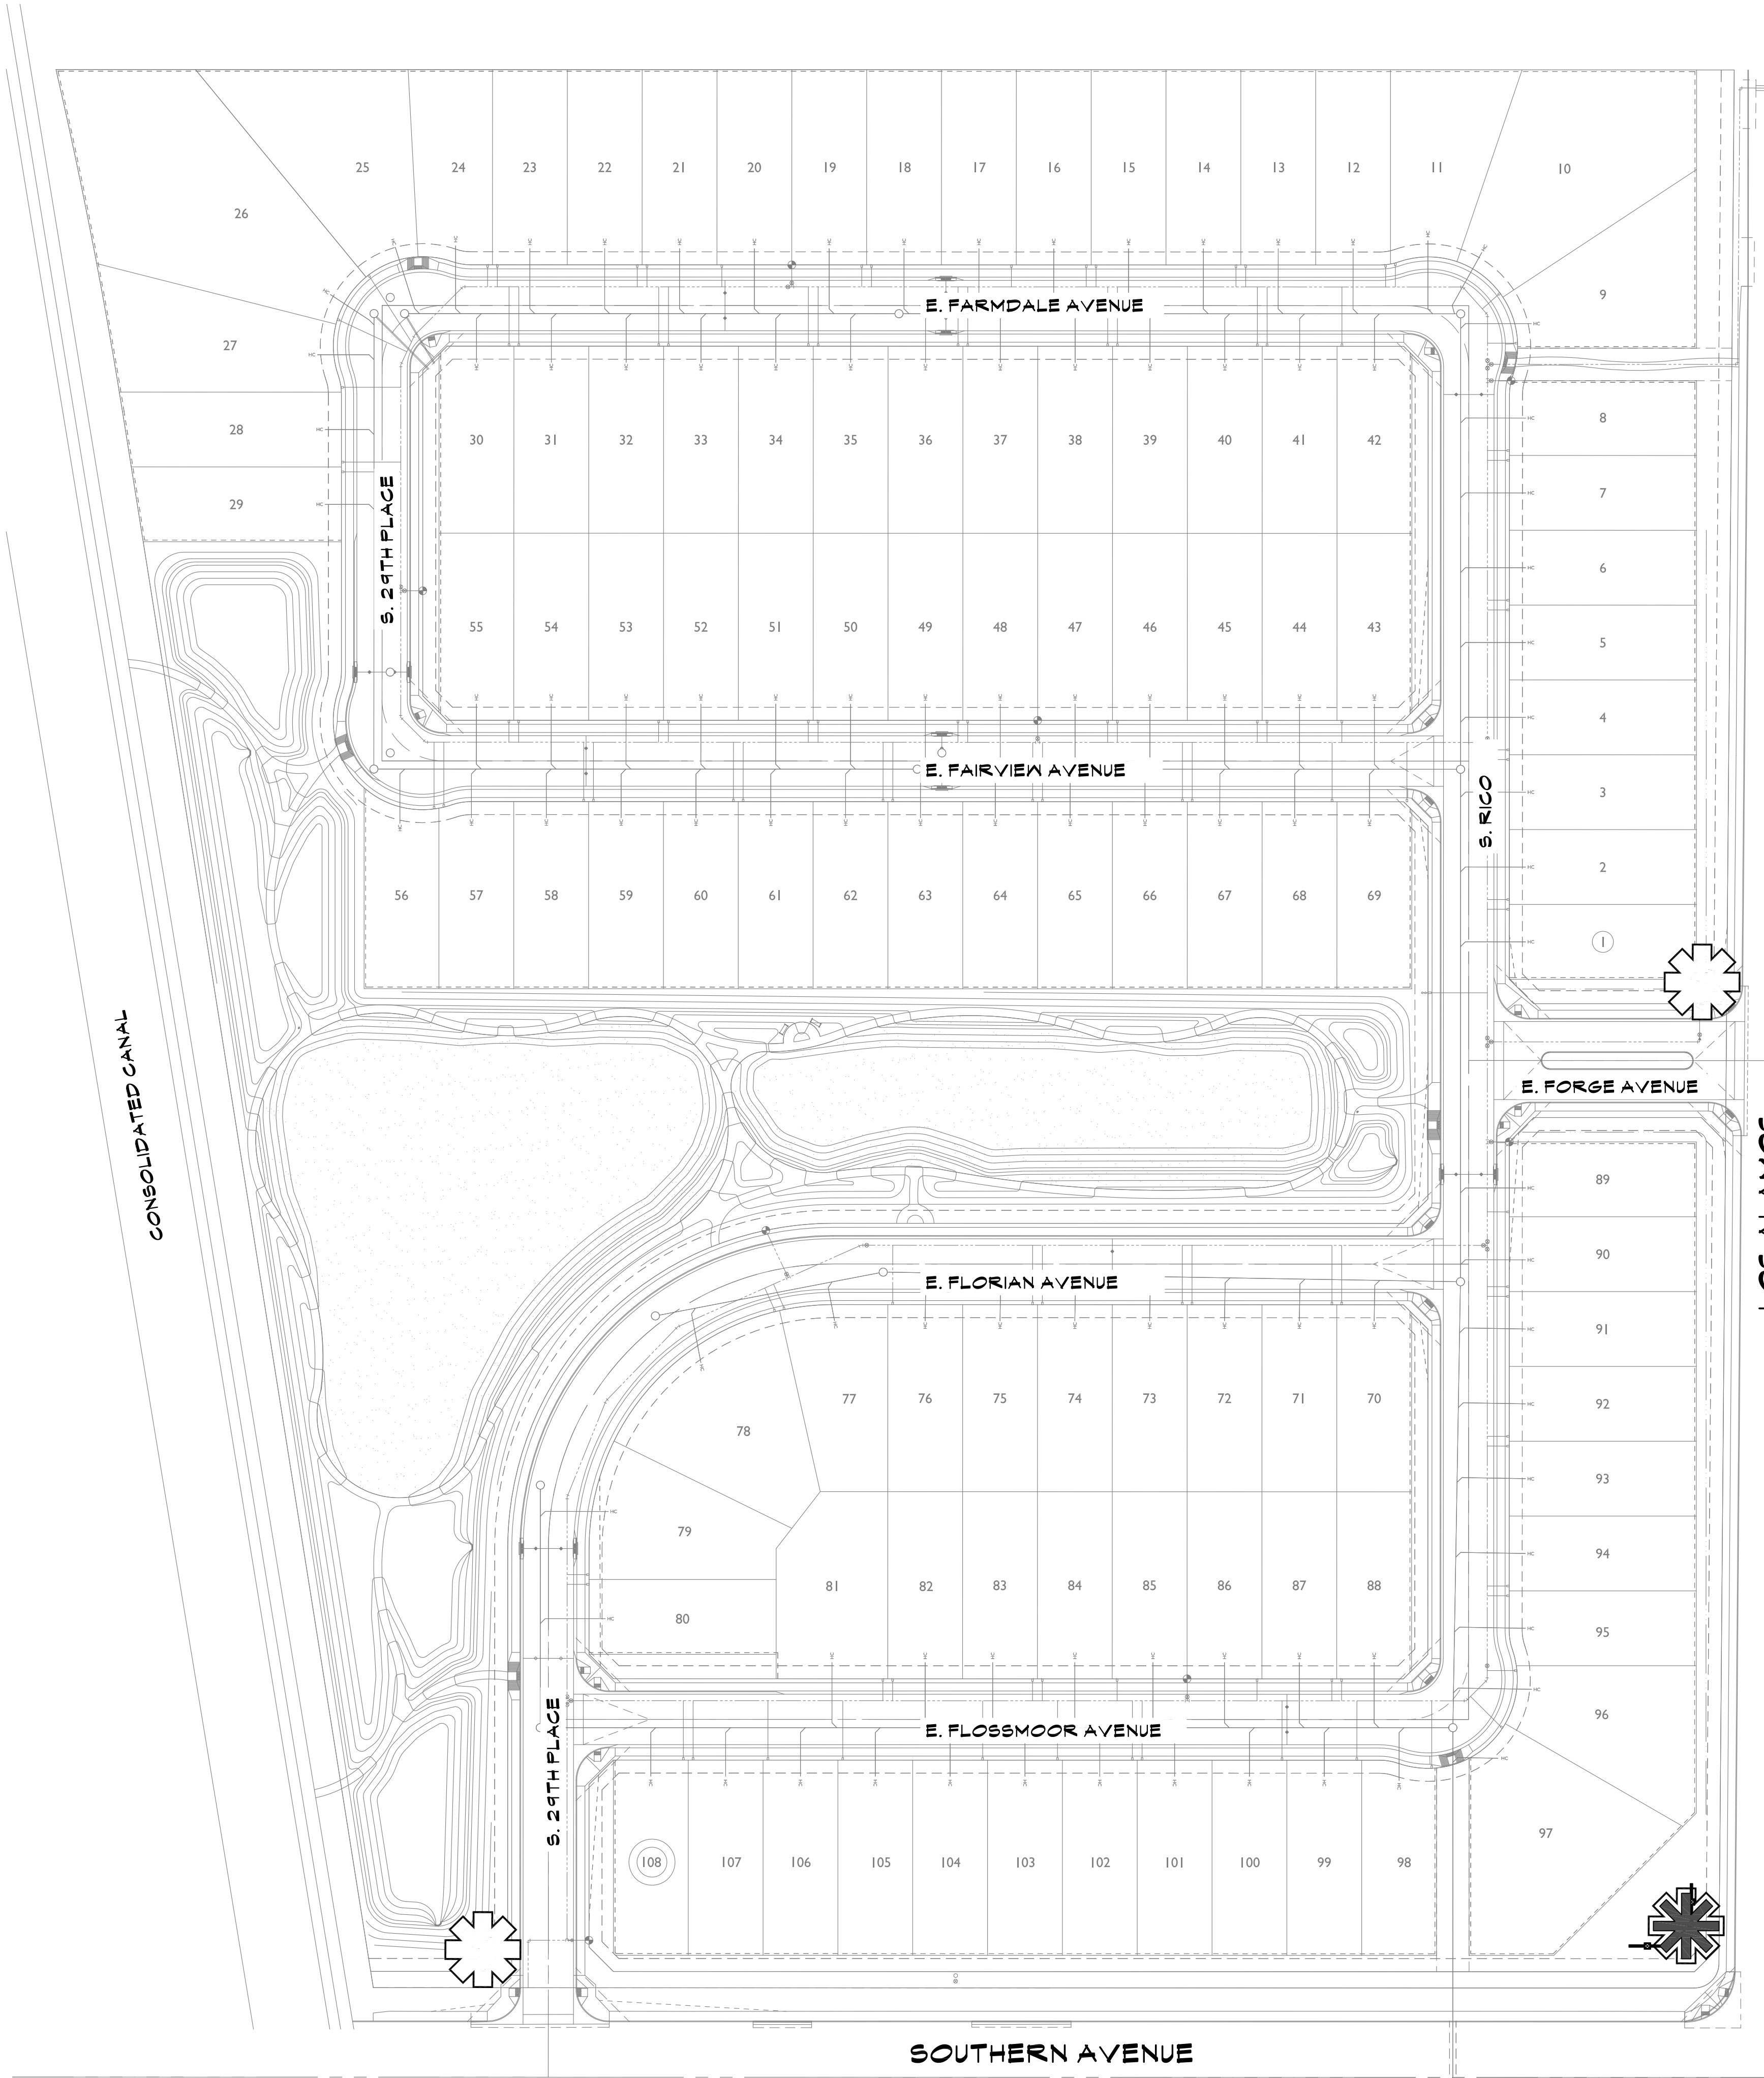 25 24 23 22 21 20 19 18 17 16 15 14 13 12 11 10
26
E. FARMDALE AVENUE
9
27
28
8
30 31 32 33 34 35 36 37 38 39 40 41 42
29
7
S. 29TH PLACE
6
55 54 53 52 51 50 49 48 47 46 45 44 43
5
4
E. FAIRVIEW AVENUE
3
S. RICO
2
56 57 58 59 60 61 62 63 64 65 66 67 68 69
1
E. FORGE AVENUE
CONSOLIDATED CANAL
89
90
E. FLORIAN AVENUE
91
77 76 75 74 73 72 71 70
92
78
93
79
94
81 82 83 84 85 86 87 88
80
95
96
E. FLOSSMOOR AVENUE
S. 29TH PLACE
97
108 107 106 105 104 103 102 101 100 99 98
SOUTHERN AVENUE